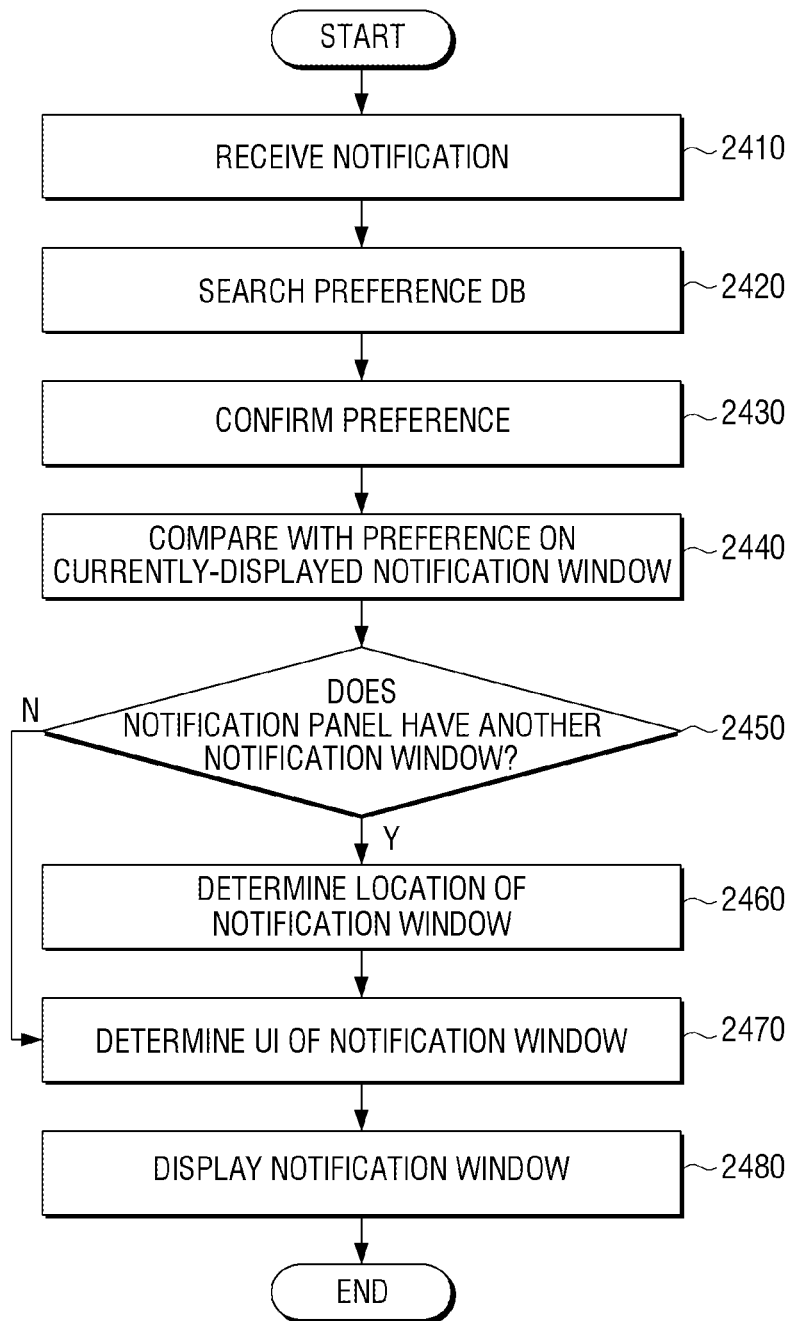 START
RECEIVE NOTIFICATION
2410
SEARCH PREFERENCE DB
2420
CONFIRM PREFERENCE
2430
COMPARE WITH PREFERENCE ON
CURRENTLY-DISPLAYED NOTIFICATION WINDOW
2440
DOES
NOTIFICATION PANEL HAVE ANOTHER
NOTIFICATION WINDOW?
2450
N
Y
DETERMINE LOCATION OF
NOTIFICATION WINDOW
2460
DETERMINE UI OF NOTIFICATION WINDOW
2470
DISPLAY NOTIFICATION WINDOW
2480
END